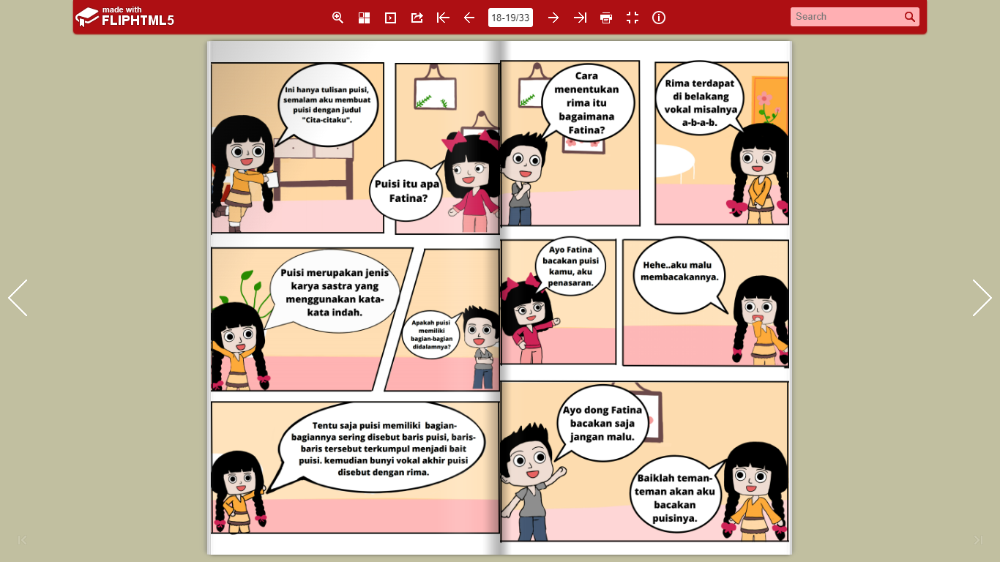 made with
FLIPHTML5
18-19/33
Search
Ini hanya tulisan puisi,
semalam aku membuat
puisi dengan judul
"Cita-citaku".
Puisi itu apa
Fatina?
Puisi merupakan jenis
karya sastra yang
menggunakan kata-
kata indah.
Apakah puisi
memiliki
bagian-bagian
didalamnya?
Tentu saja puisi memiliki bagian-
bagiannya sering disebut baris puisi, baris-
baris tersebut terkumpul menjadi bait
puisi. kemudian bunyi vokal akhir puisi
disebut dengan rima.
Cara
menentukan
rima itu
bagaimana
Fatina?
Rima terdapat
di belakang
vokal misalnya
a-b-a-b.
Ayo Fatina
bacakan puisi
kamu, aku
penasaran.
Hehe..aku malu
membacakannya.
Ayo dong Fatina
bacakan saja
jangan malu.
Baiklah teman-
teman akan aku
bacakan
puisinya.